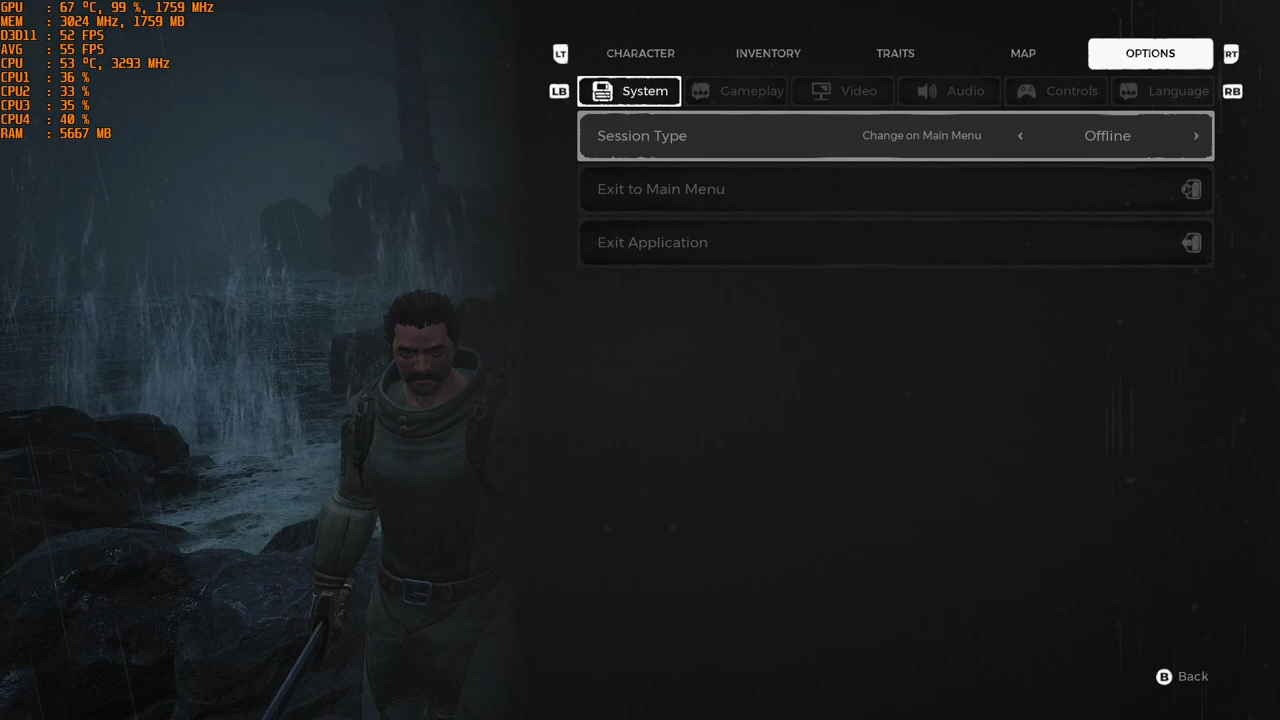 GPU : 67 ºC, 99 %, 1759 MHz
MEM : 3024 MHz, 1759 MB
D3D11 : 52 FPS
AVG : 55 FPS
CPU : 53 ºC, 3293 MHz
CPU1 : 36 %
CPU2 : 33 %
CPU3 : 35 %
CPU4 : 40 %
RAM : 5667 MB
LT CHARACTER INVENTORY TRAITS MAP OPTIONS RT
LB System Gameplay Video Audio Controls Language RB
Session Type Change on Main Menu Offline
Exit to Main Menu
Exit Application
B Back